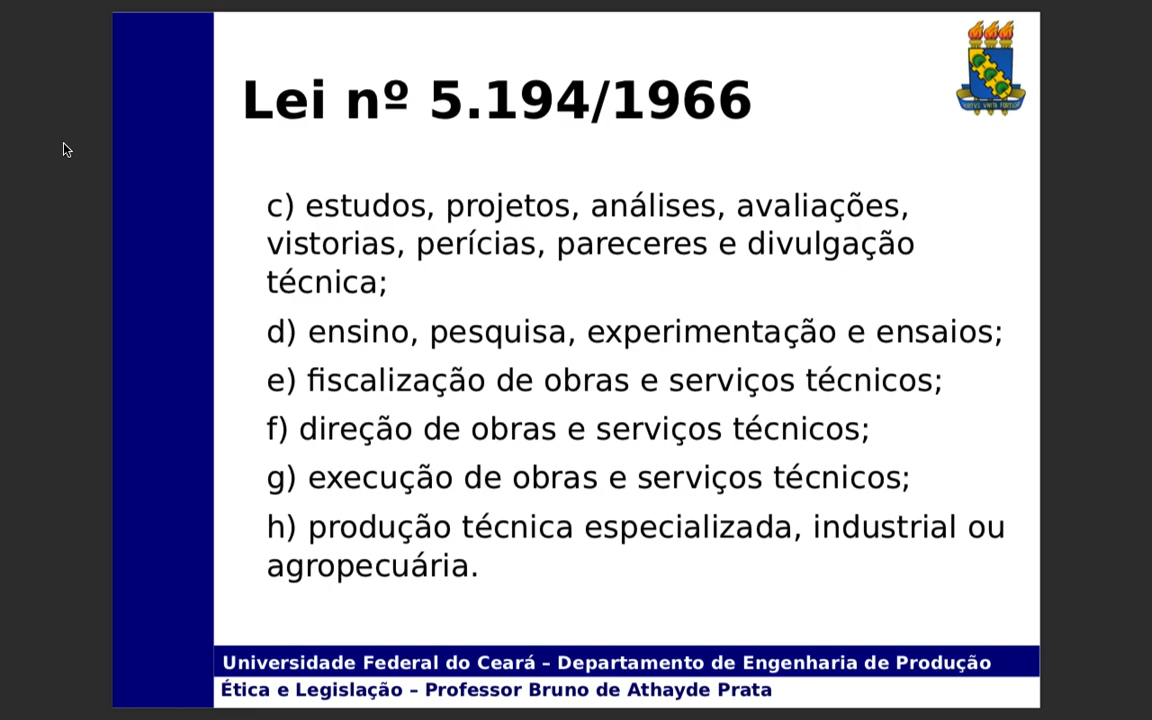 Lei nº 5.194/1966
c) estudos, projetos, análises, avaliações,
vistorias, perícias, pareceres e divulgação
técnica;
d) ensino, pesquisa, experimentação e ensaios;
e) fiscalização de obras e serviços técnicos;
f) direção de obras e serviços técnicos;
g) execução de obras e serviços técnicos;
h) produção técnica especializada, industrial ou
agropecuária.
Universidade Federal do Ceará – Departamento de Engenharia de Produção
Ética e Legislação – Professor Bruno de Athayde Prata